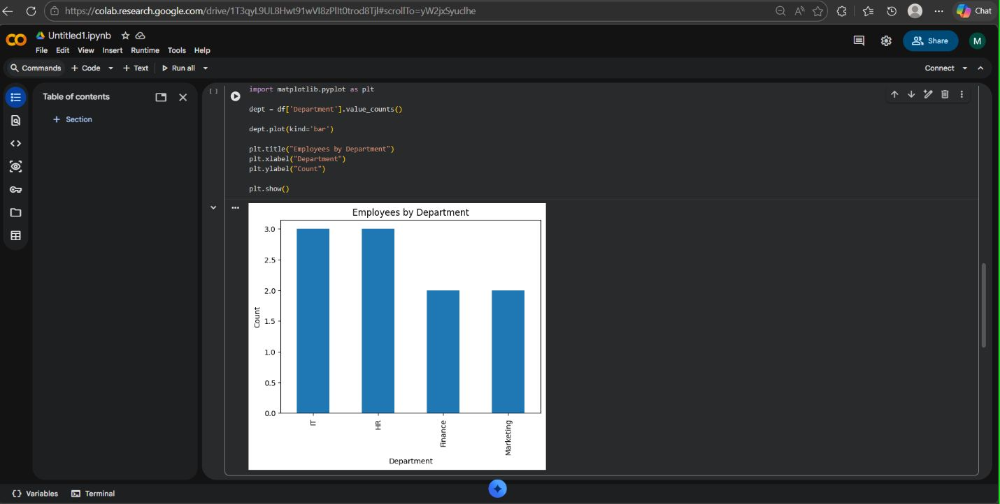 https://colab.research.google.com/drive/1T3qyL9UL8Hwt91wVI8zPlIt0trod8Tjl#scrollTo=yW2jxSyuclhe
Chat
Untitled1.ipynb
File Edit View Insert Runtime Tools Help
Share
M
Commands + Code + Text Run all
Connect
Table of contents
+ Section
[ ]
import matplotlib.pyplot as plt
dept = df['Department'].value_counts()
dept.plot(kind='bar')
plt.title("Employees by Department")
plt.xlabel("Department")
plt.ylabel("Count")
plt.show()
Employees by Department
3.0
2.5
2.0
1.5
1.0
0.5
0.0
Count
IT
HR
Finance
Marketing
Department
{} Variables
Terminal